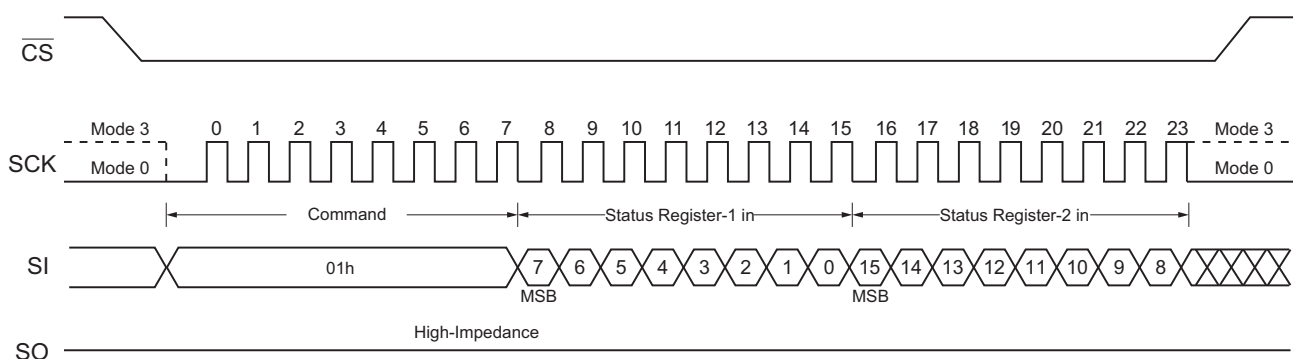 CS
Mode 3 0 1 2 3 4 5 6 7 8 9 10 11 12 13 14 15 16 17 18 19 20 21 22 23 Mode 3
SCK Mode 0 Mode 0
Command Status Register-1 in Status Register-2 in
SI 01h 7 6 5 4 3 2 1 0 15 14 13 12 11 10 9 8
MSB MSB
High-Impedance
SO